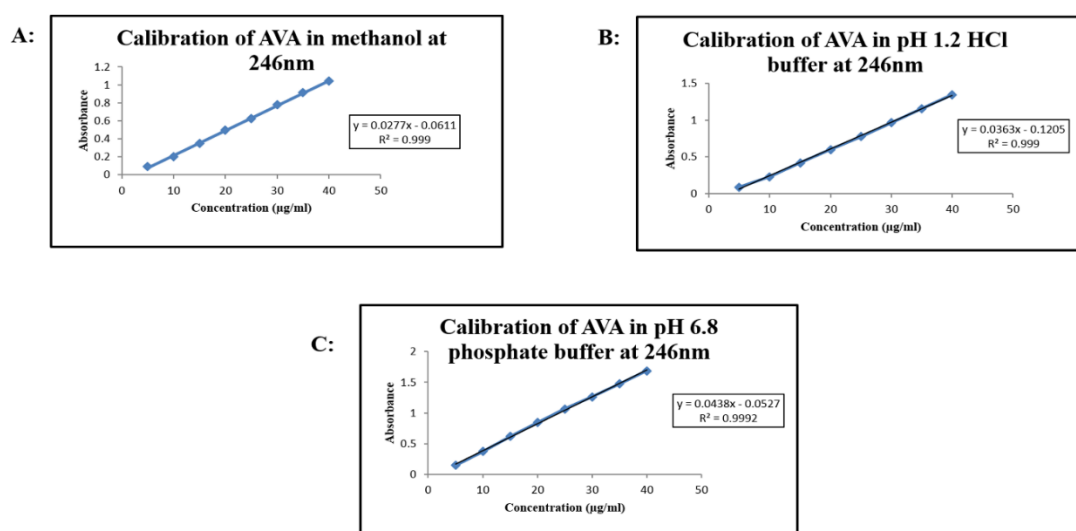 A:
Calibration of AVA in methanol at
246nm
1.2
1
0.8
0.6
0.4
0.2
0
10
20
30
40
50
Absorbance
Concentration (µg/ml)
y = 0.0277x - 0.0611
R² = 0.999
B:
Calibration of AVA in pH 1.2 HCl
buffer at 246nm
1.5
1
0.5
0
0
10
20
30
40
50
Absorbance
Concentration (µg/ml)
y = 0.0363x - 0.1205
R² = 0.999
C:
Calibration of AVA in pH 6.8
phosphate buffer at 246nm
2
1.5
1
0.5
0
0
10
20
30
40
50
Absorbance
Concentration (µg/ml)
y = 0.0438x - 0.0527
R² = 0.9992